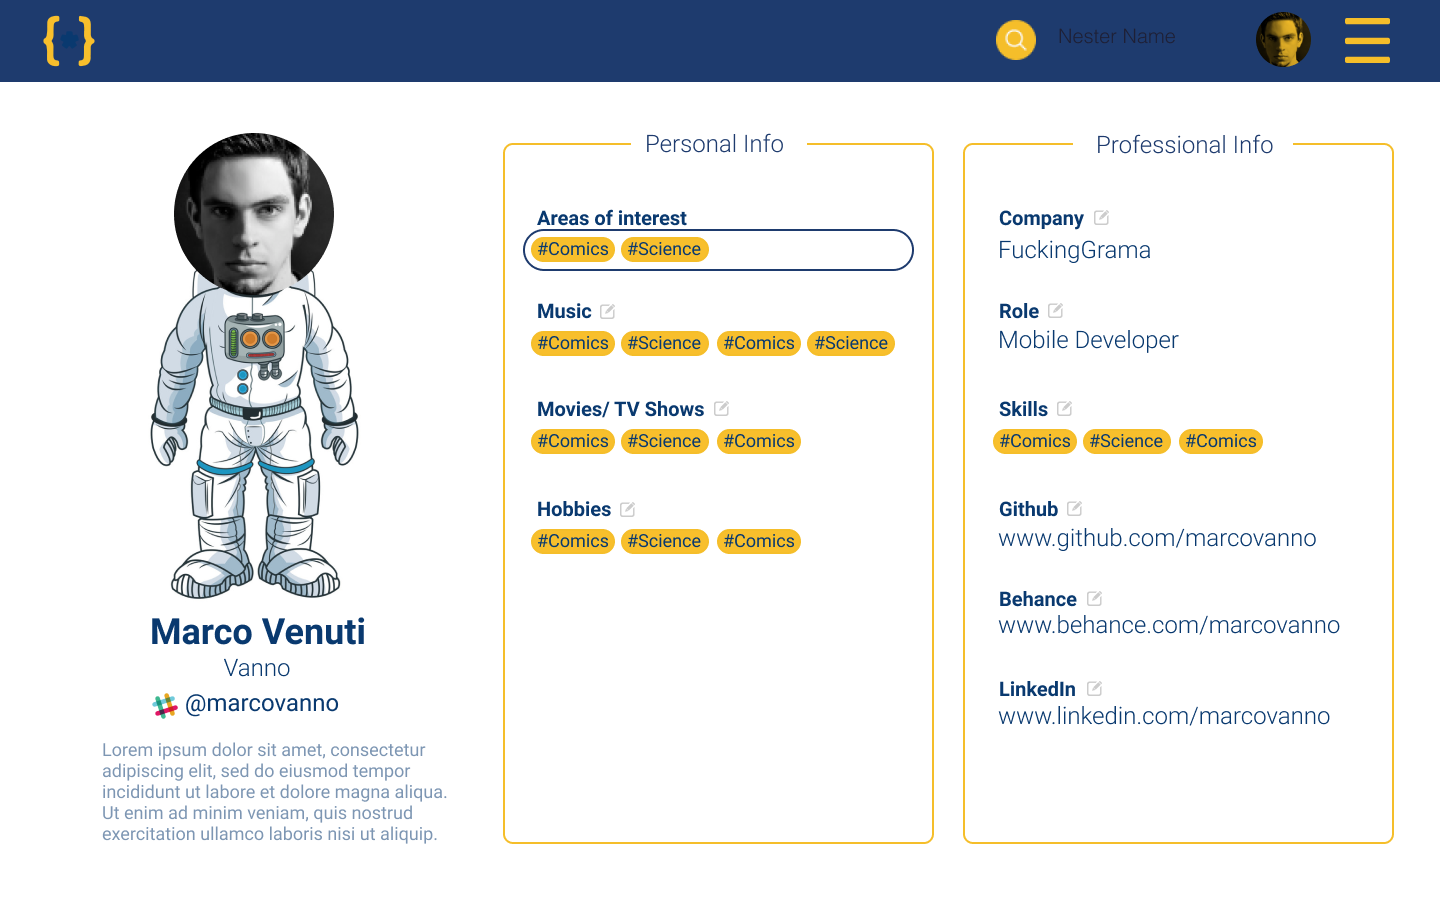 { }
Nester Name
Marco Venuti
Vanno
@marcovanno
Lorem ipsum dolor sit amet, consectetur
adipiscing elit, sed do eiusmod tempor
incididunt ut labore et dolore magna aliqua.
Ut enim ad minim veniam, quis nostrud
exercitation ullamco laboris nisi ut aliquip.
Personal Info
Areas of interest
#Comics #Science
Music
#Comics #Science #Comics #Science
Movies/ TV Shows
#Comics #Science #Comics
Hobbies
#Comics #Science #Comics
Professional Info
Company
FuckingGrama
Role
Mobile Developer
Skills
#Comics #Science #Comics
Github
www.github.com/marcovanno
Behance
www.behance.com/marcovanno
LinkedIn
www.linkedin.com/marcovanno